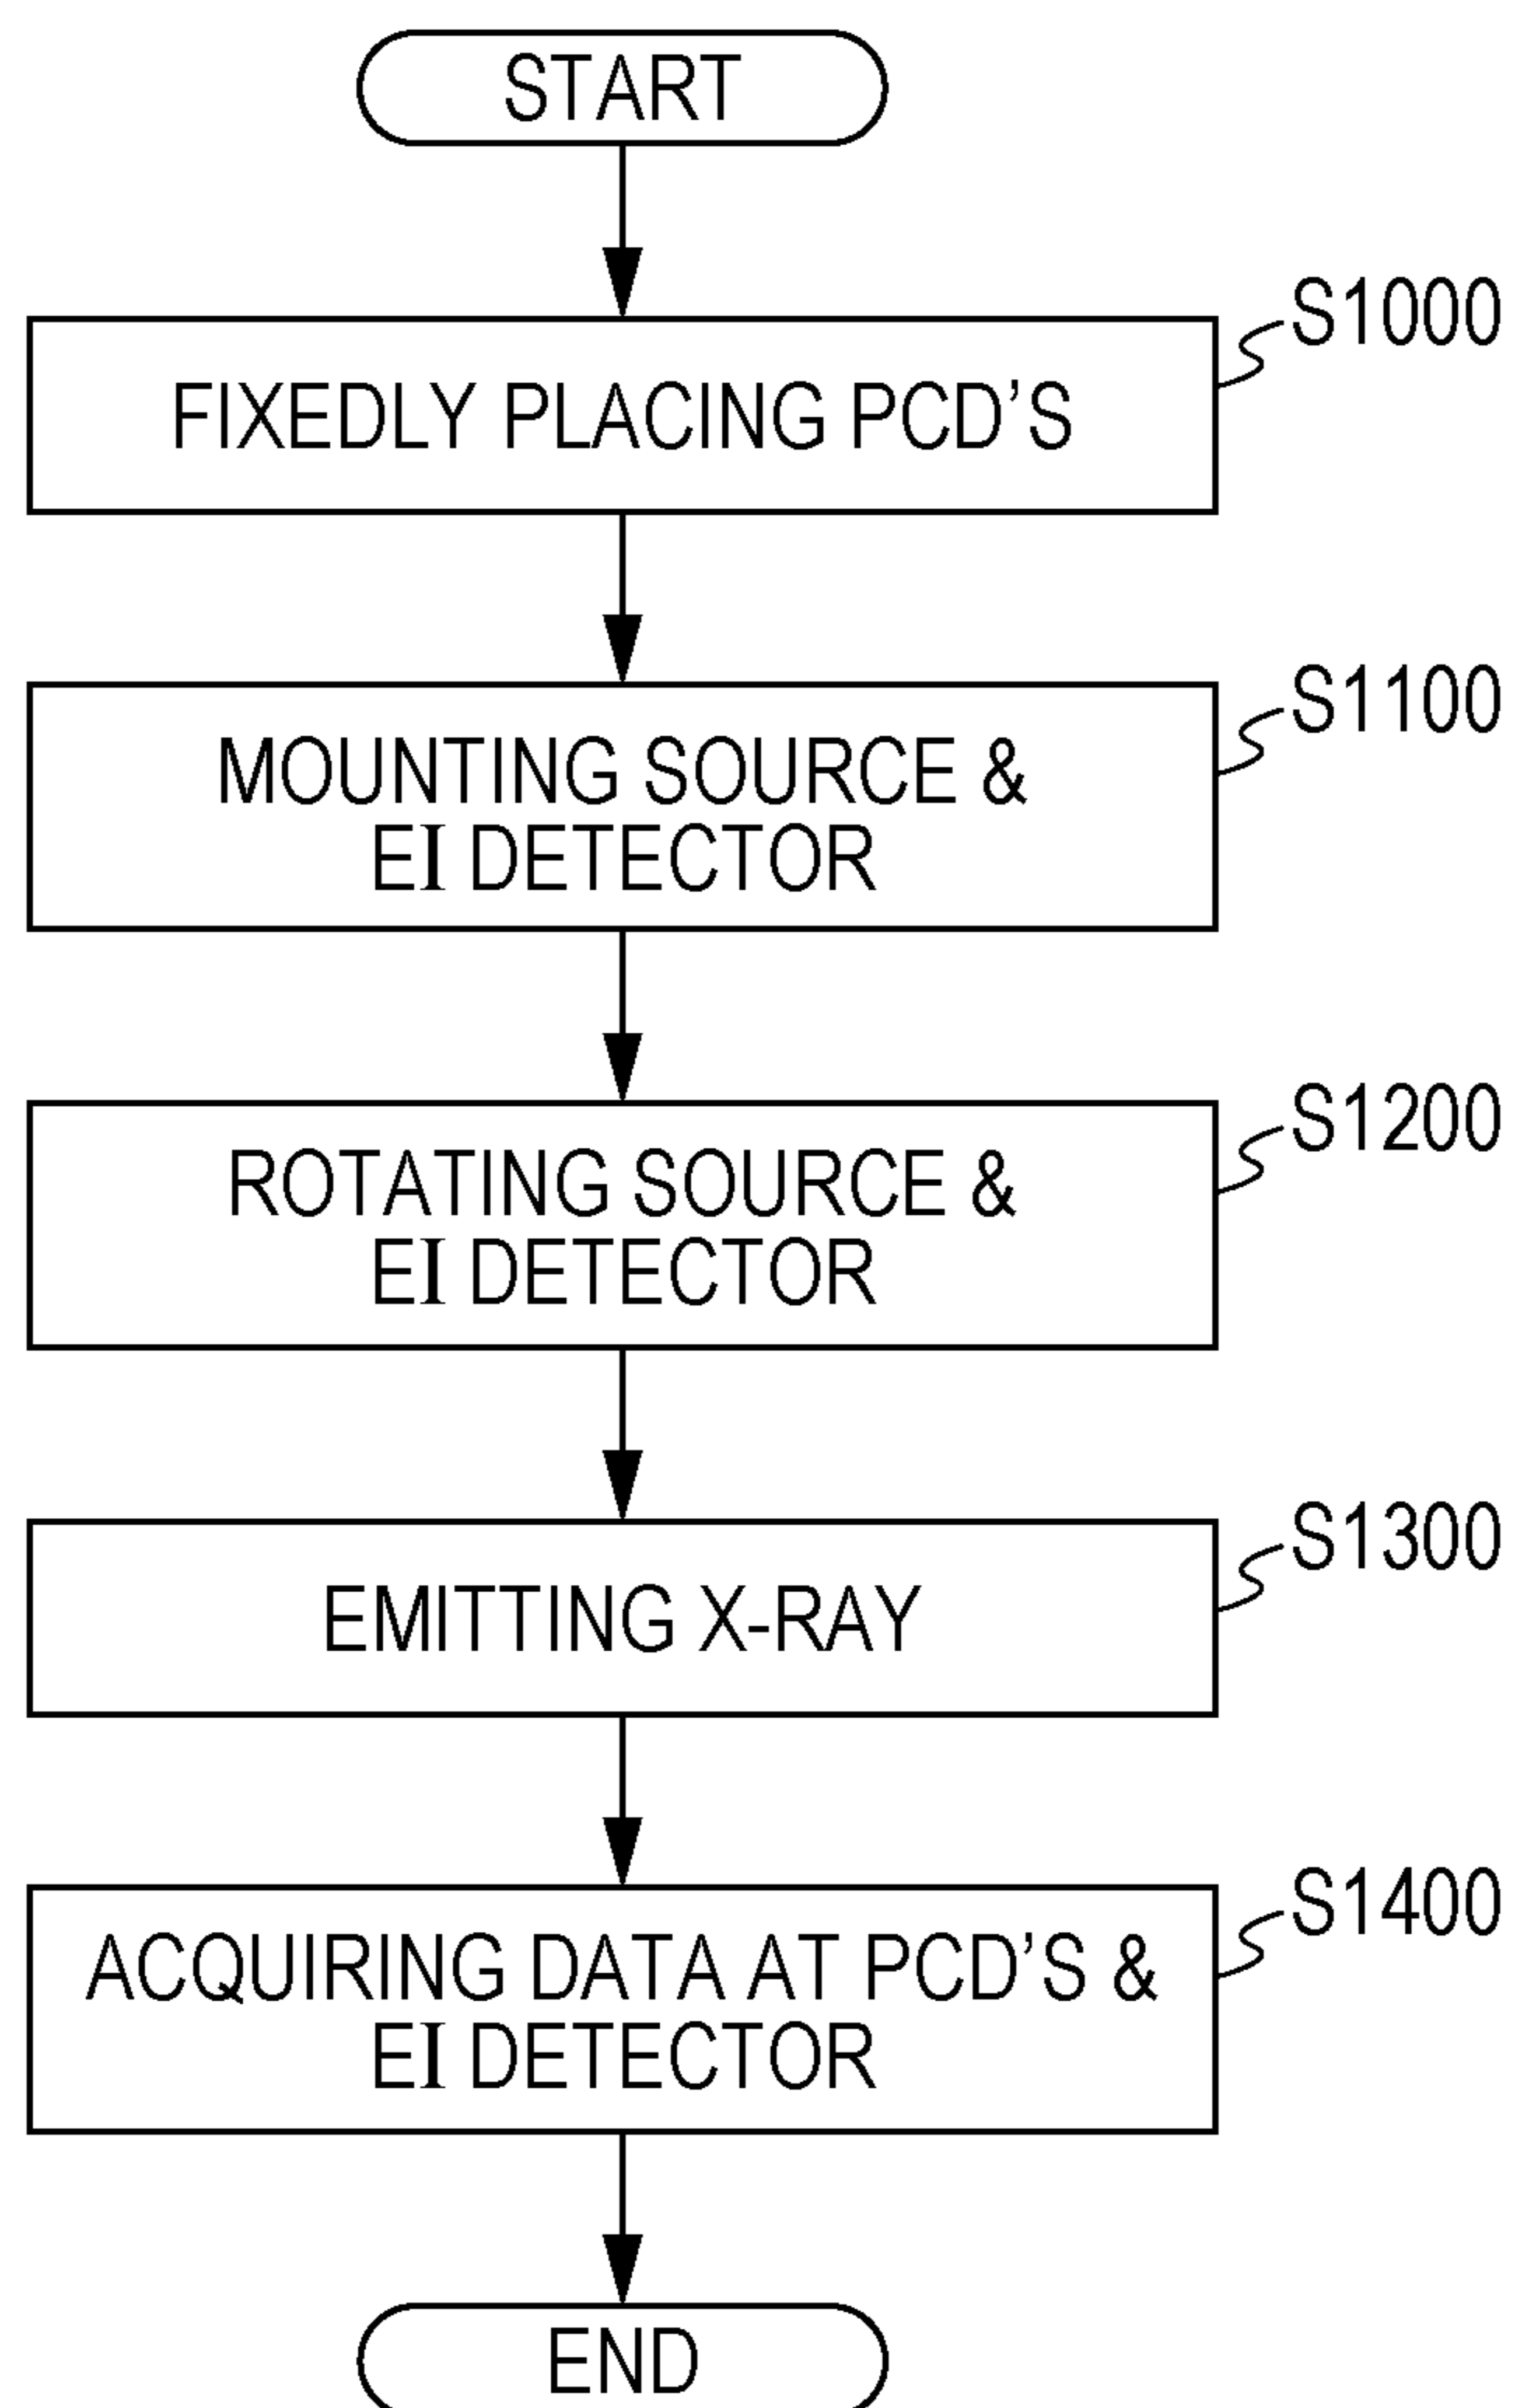 START
S1000
FIXEDLY PLACING PCD'S
S1100
MOUNTING SOURCE &
EI DETECTOR
S1200
ROTATING SOURCE &
EI DETECTOR
S1300
EMITTING X-RAY
S1400
ACQUIRING DATA AT PCD'S &
EI DETECTOR
END